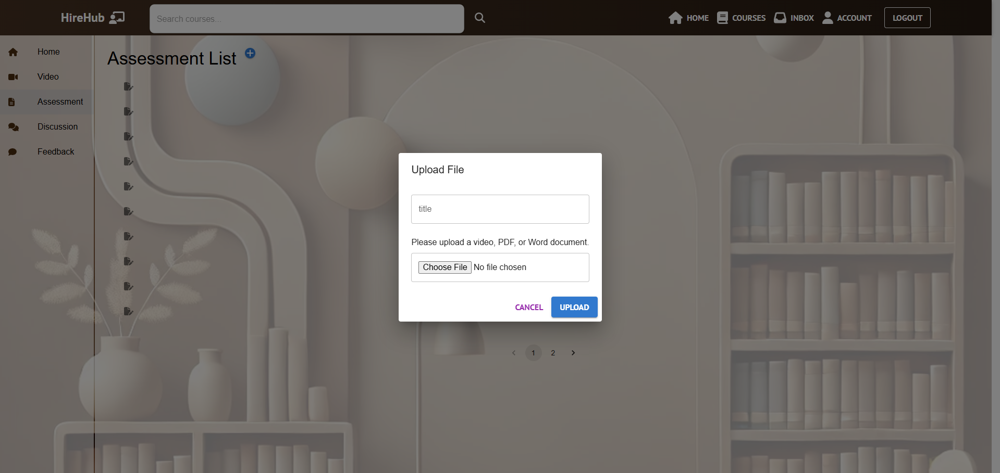 HireHub
Search courses...
HOME
COURSES
INBOX
ACCOUNT
LOGOUT
Home
Video
Assessment
Discussion
Feedback
Assessment List
Upload File
title
Please upload a video, PDF, or Word document.
Choose File No file chosen
CANCEL
UPLOAD
1
2